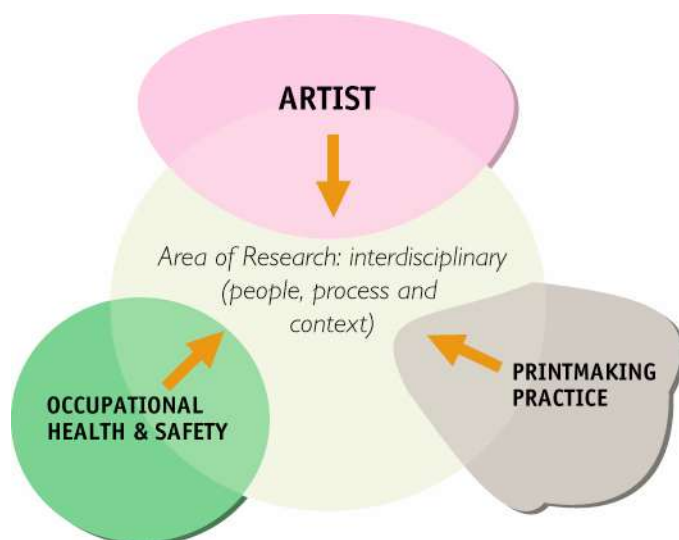 ARTIST
Area of Research: interdisciplinary
(people, process and
context)
OCCUPATIONAL
HEALTH & SAFETY
PRINTMAKING
PRACTICE